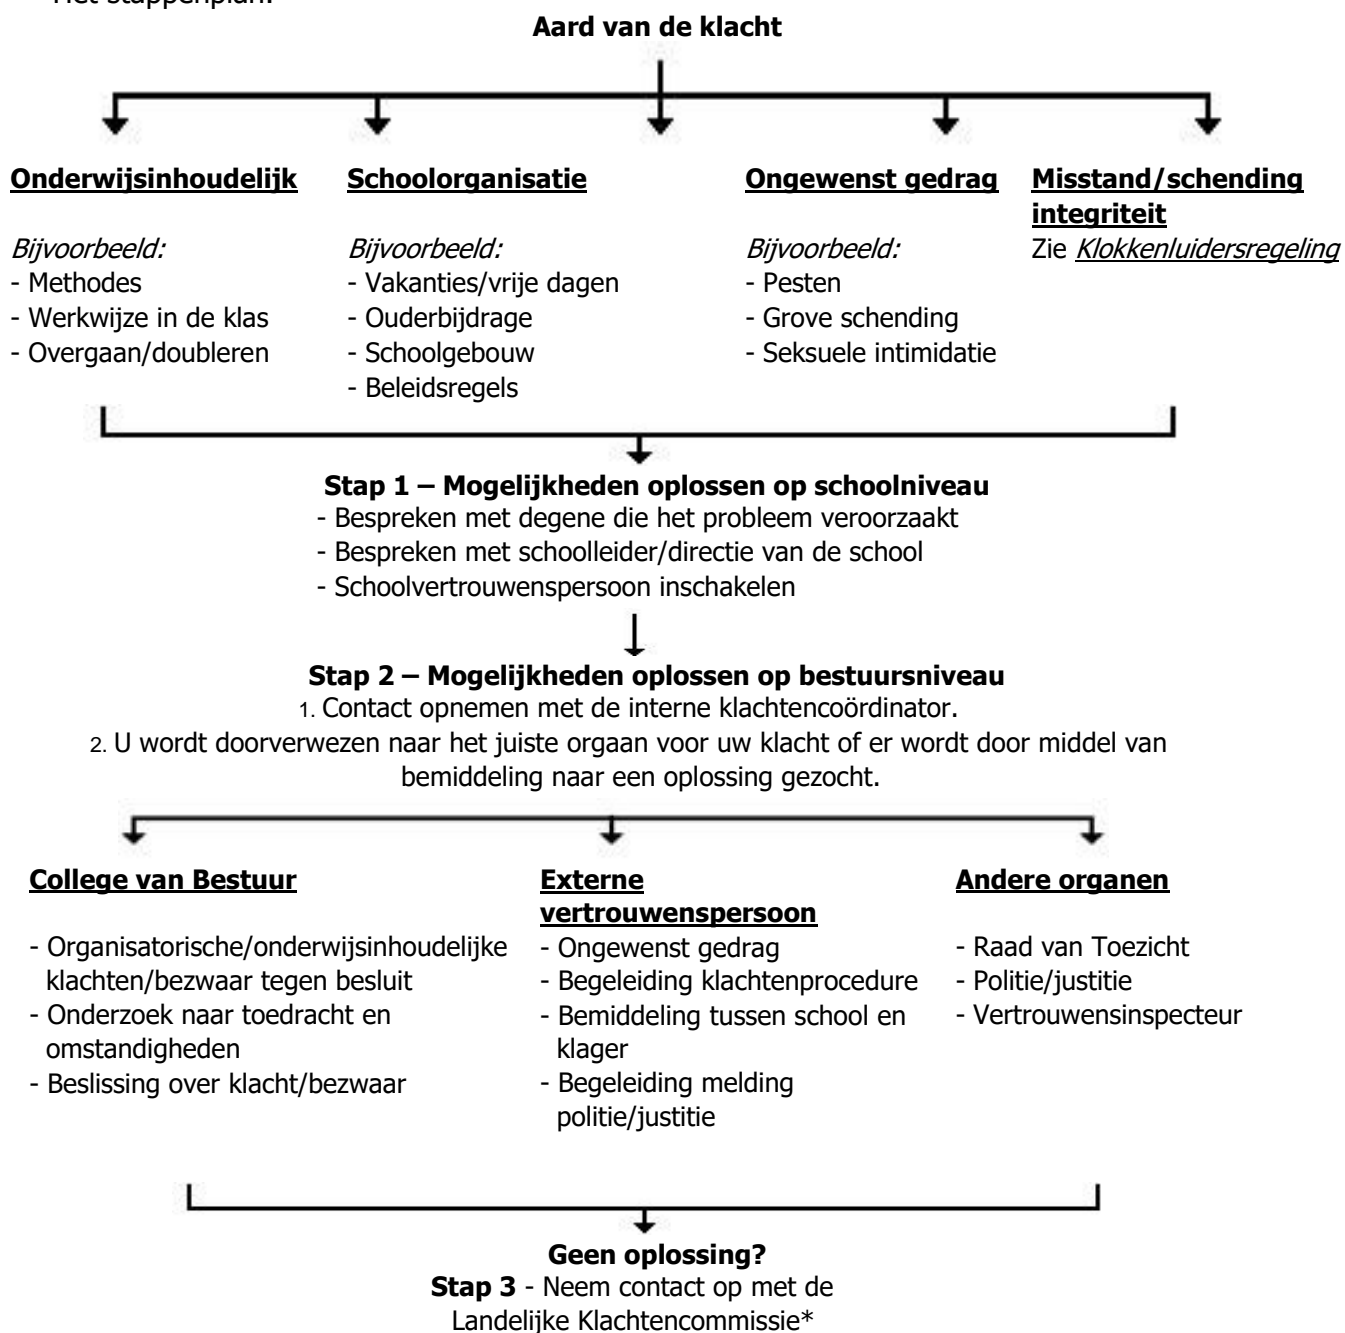 Het stappenplan:
Aard van de klacht
Onderwijsinhoudelijk
Bijvoorbeeld:
- Methodes
- Werkwijze in de klas
- Overgaan/doubleren
Schoolorganisatie
Bijvoorbeeld:
- Vakanties/vrije dagen
- Ouderbijdrage
- Schoolgebouw
- Beleidsregels
Ongewenst gedrag
Bijvoorbeeld:
- Pesten
- Grove schending
- Seksuele intimidatie
Misstand/schending
integriteit
Zie Klokkenluidersregeling
Stap 1 – Mogelijkheden oplossen op schoolniveau
- Bespreken met degene die het probleem veroorzaakt
- Bespreken met schoolleider/directie van de school
- Schoolvertrouwenspersoon inschakelen
Stap 2 – Mogelijkheden oplossen op bestuursniveau
1. Contact opnemen met de interne klachtencoördinator.
2. U wordt doorverwezen naar het juiste orgaan voor uw klacht of er wordt door middel van
bemiddeling naar een oplossing gezocht.
College van Bestuur
- Organisatorische/onderwijsinhoudelijke
klachten/bezwaar tegen besluit
- Onderzoek naar toedracht en
omstandigheden
- Beslissing over klacht/bezwaar
Externe
vertrouwenspersoon
- Ongewenst gedrag
- Begeleiding klachtenprocedure
- Bemiddeling tussen school en
klager
- Begeleiding melding
politie/justitie
Andere organen
- Raad van Toezicht
- Politie/justitie
- Vertrouwensinspecteur
Geen oplossing?
Stap 3 - Neem contact op met de
Landelijke Klachtencommissie*